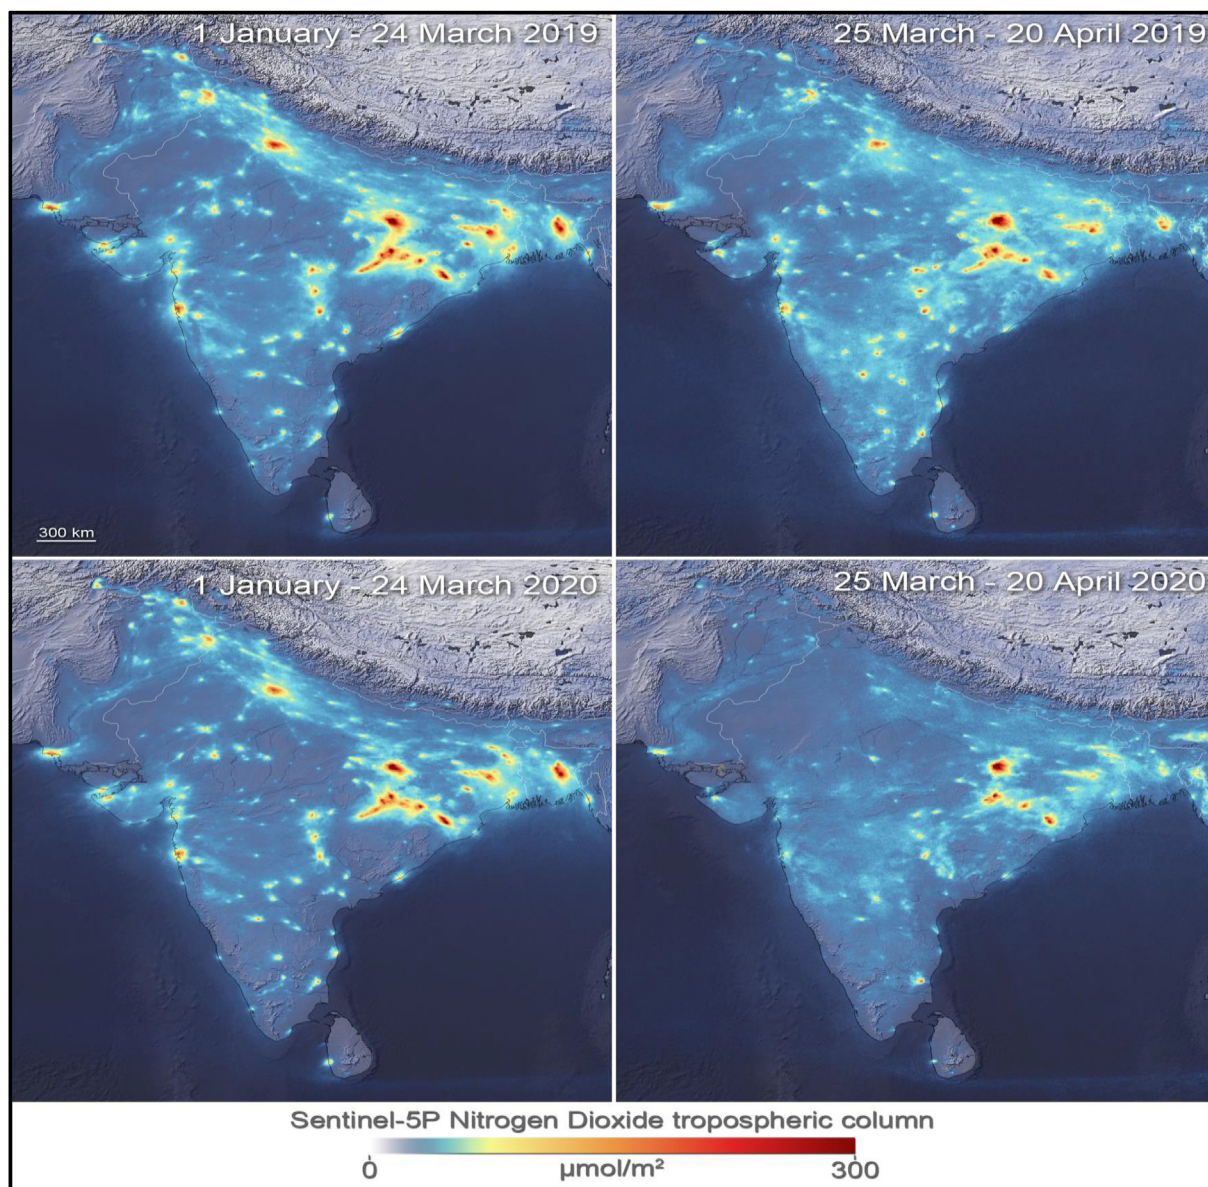 1 January - 24 March 2019
25 March - 20 April 2019
300 km
1 January - 24 March 2020
25 March - 20 April 2020
Sentinel-5P Nitrogen Dioxide tropospheric column
0
µmol/m²
300